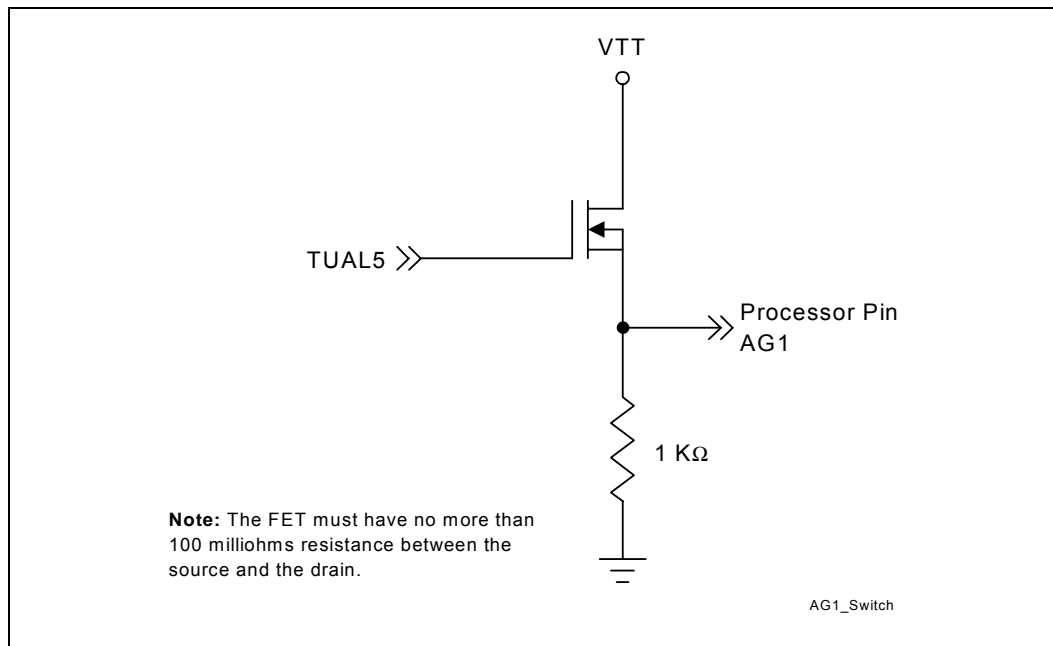 VTT
TUAL5
Processor Pin
AG1
1 KΩ
Note: The FET must have no more than
100 milliohms resistance between the
source and the drain.
AG1_Switch